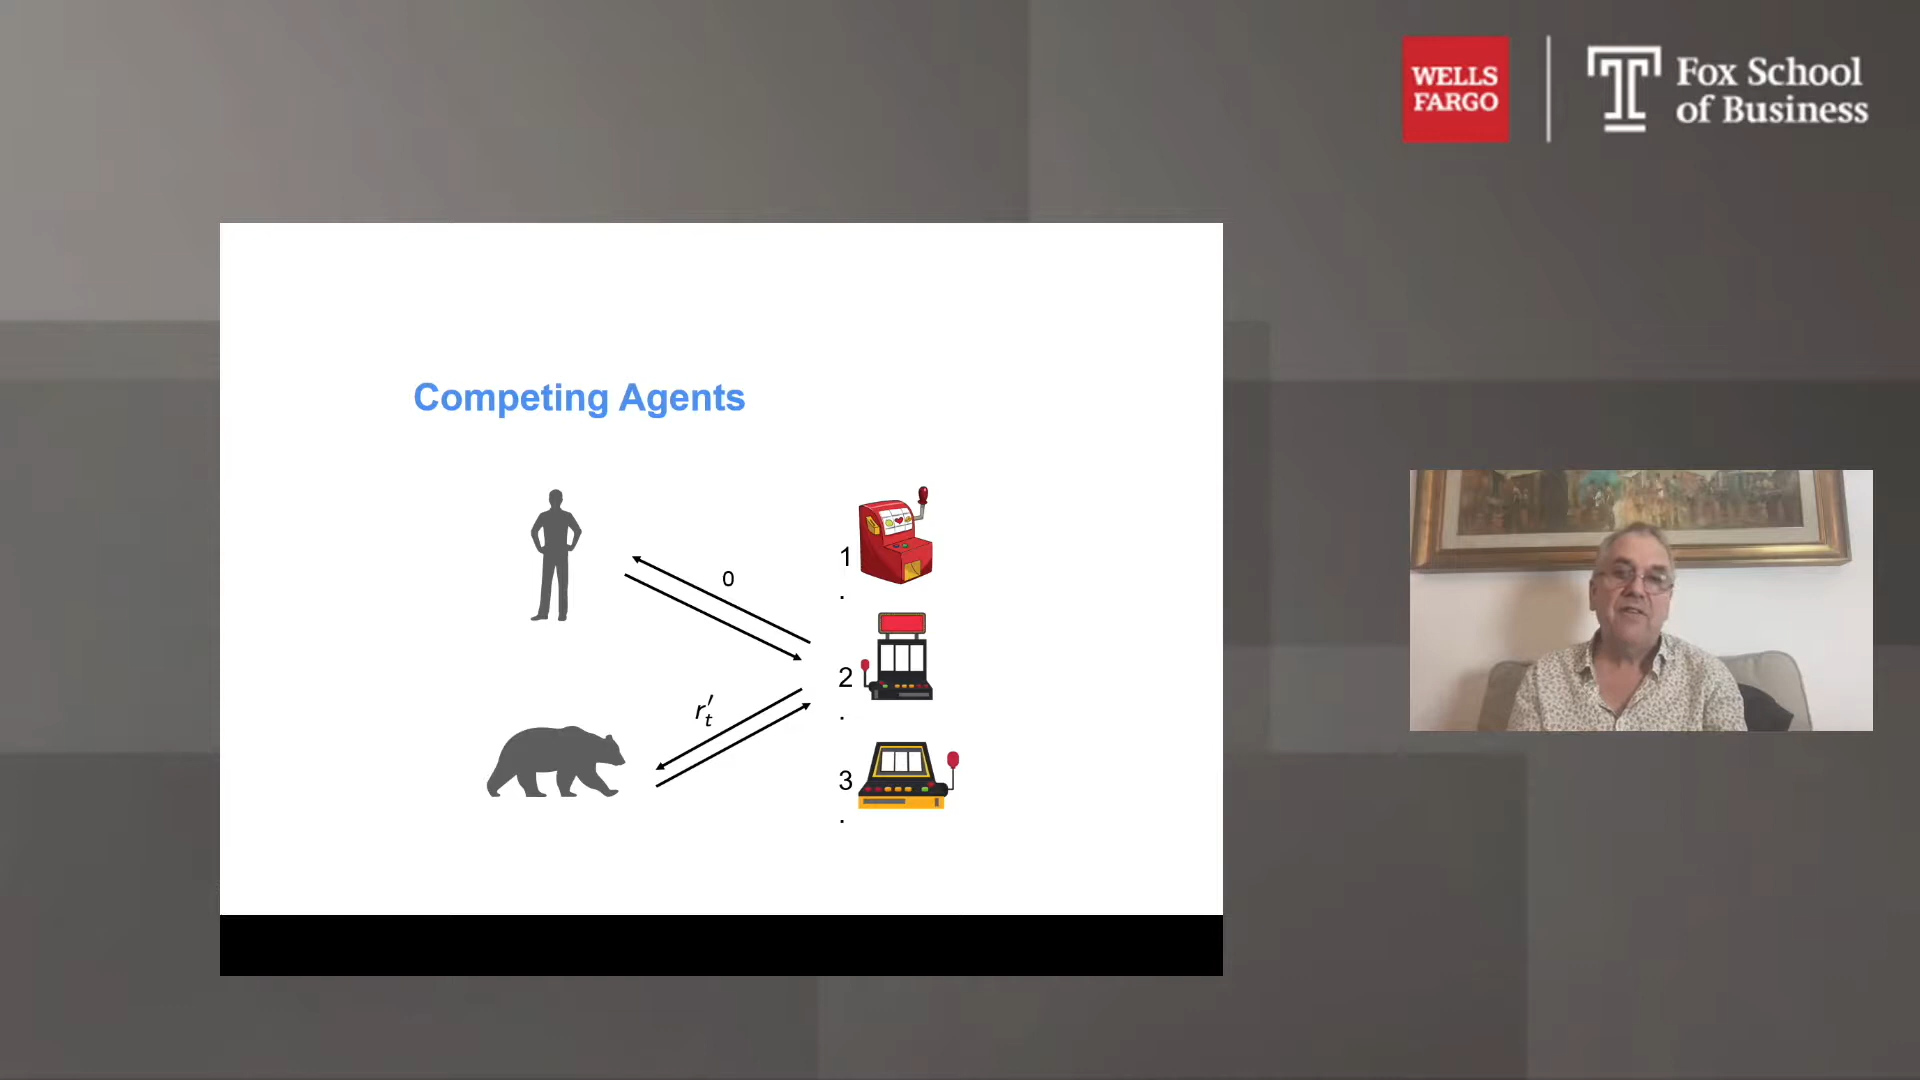 WELLS
FARGO
Fox School
of Business
Competing Agents
1
.
0
2
.
r′t
3
.